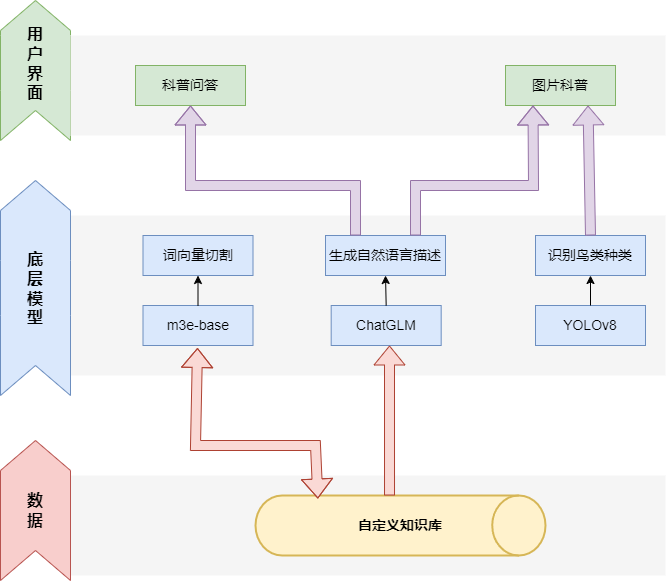 用户界面
科普问答
图片科普
底层模型
词向量切割
生成自然语言描述
识别鸟类种类
m3e-base
ChatGLM
YOLOv8
数据
自定义知识库